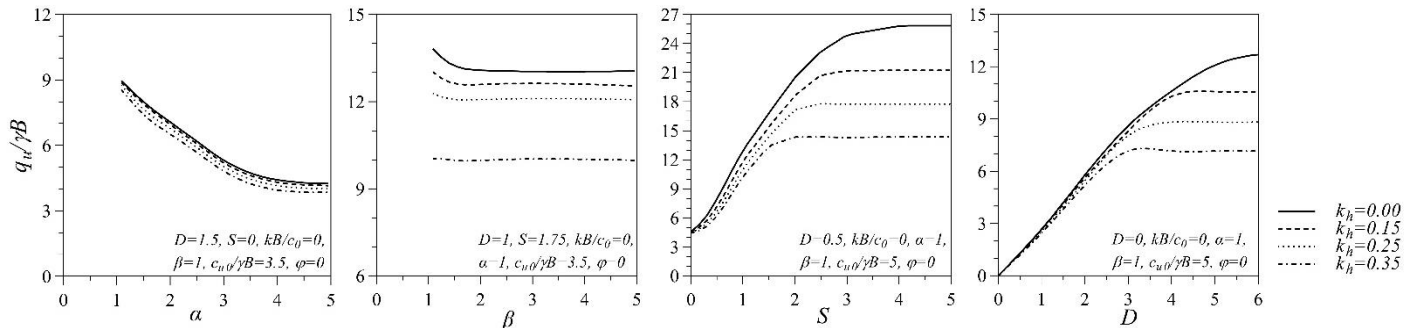 q_u/γB
12
9
6
3
0
0 1 2 3 4 5
α
D=1.5, S=0, kB/c_0=0,
β=1, c_u0/γB=3.5, φ=0
15
12
9
6
0 1 2 3 4 5
β
D=1, S=1.75, kB/c_0=0,
α=1, c_u0/γB=3.5, φ=0
27
24
21
18
15
12
9
6
3
0
0 1 2 3 4 5
S
D=0.5, kB/c_0=0, α=1,
β=1, c_u0/γB=5, φ=0
15
12
9
6
3
0
0 1 2 3 4 5 6
D
D=0, kB/c_0=0, α=1,
β=1, c_u0/γB=5, φ=0
k_h=0.00
k_h=0.15
k_h=0.25
k_h=0.35